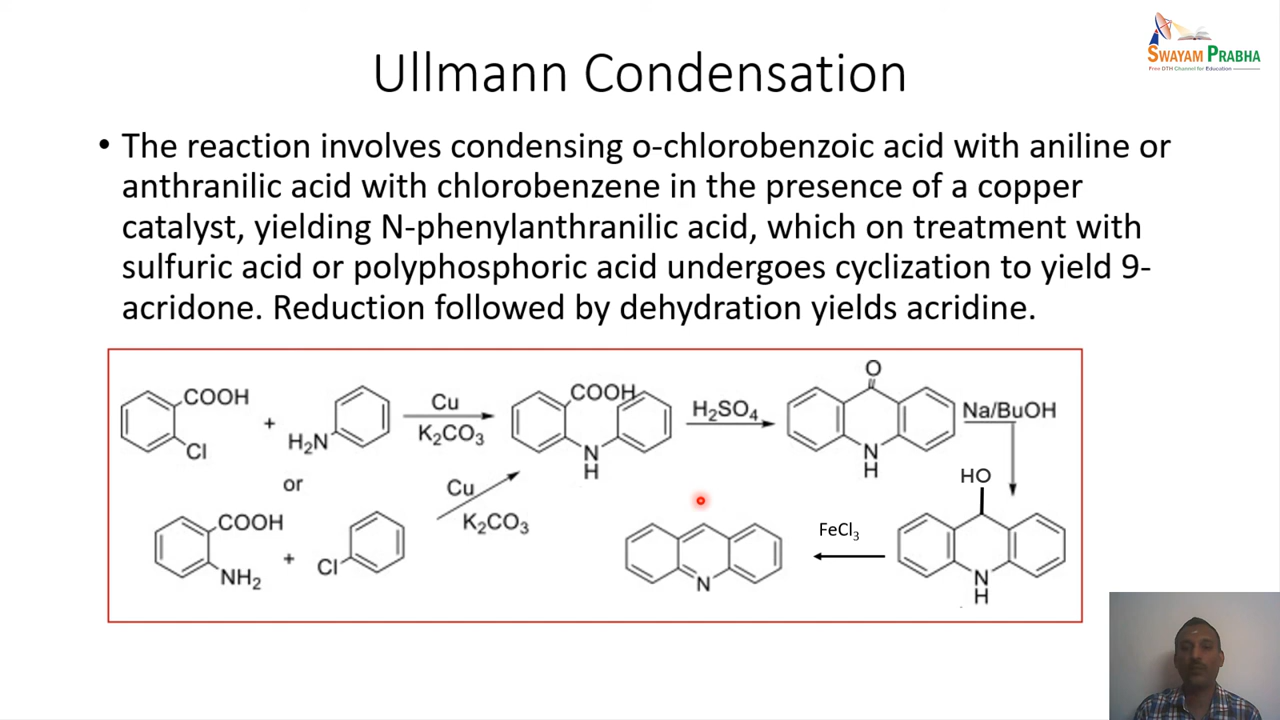 SWAYAM PRABHA
Free DTH Channel for Education
Ullmann Condensation
• The reaction involves condensing o-chlorobenzoic acid with aniline or
anthranilic acid with chlorobenzene in the presence of a copper
catalyst, yielding N-phenylanthranilic acid, which on treatment with
sulfuric acid or polyphosphoric acid undergoes cyclization to yield 9-
acridone. Reduction followed by dehydration yields acridine.
COOH
Cl
+
H₂N
Cu
K₂CO₃
COOH
N
H
H₂SO₄
O
N
H
Na/BuOH
or
COOH
NH₂
+
Cl
Cu
K₂CO₃
HO
N
H
FeCl₃
N